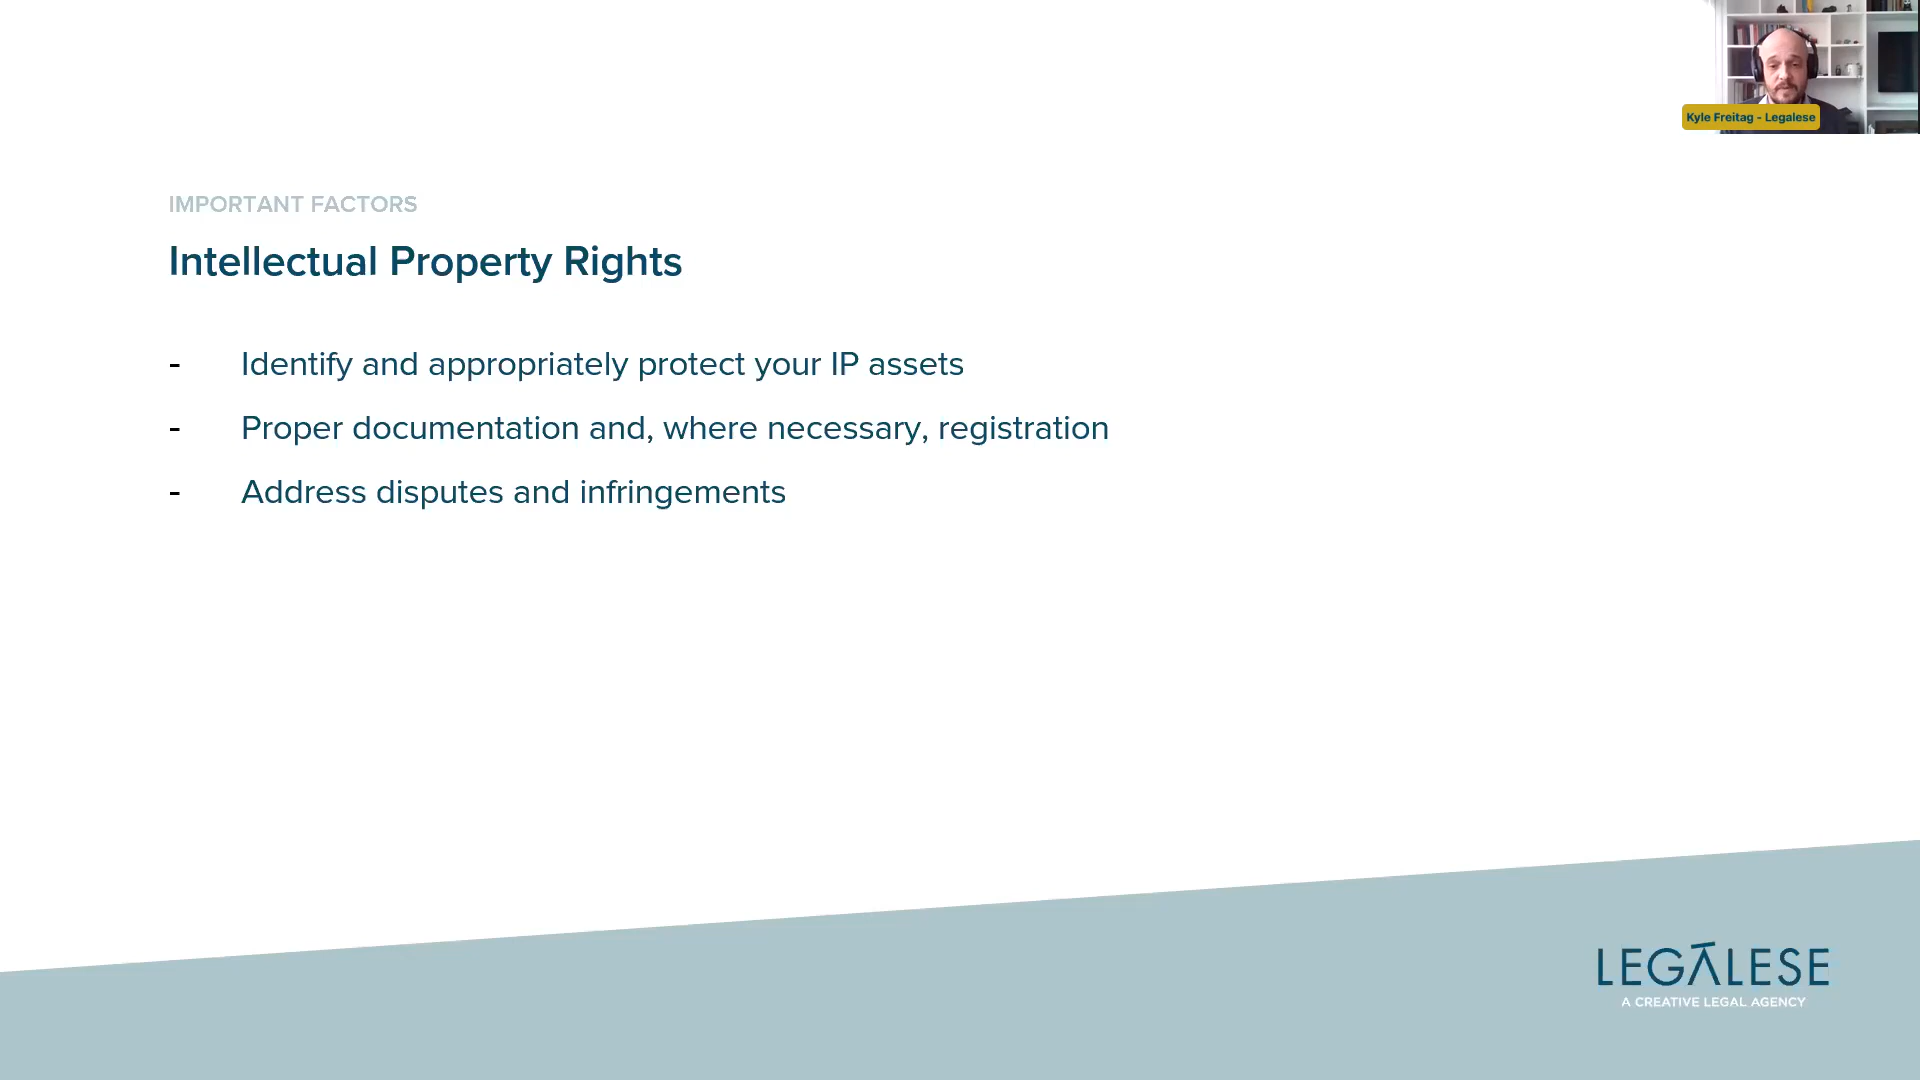 Kyle Freitag - Legalese
IMPORTANT FACTORS
Intellectual Property Rights
- Identify and appropriately protect your IP assets
- Proper documentation and, where necessary, registration
- Address disputes and infringements
LEGALESE
A CREATIVE LEGAL AGENCY